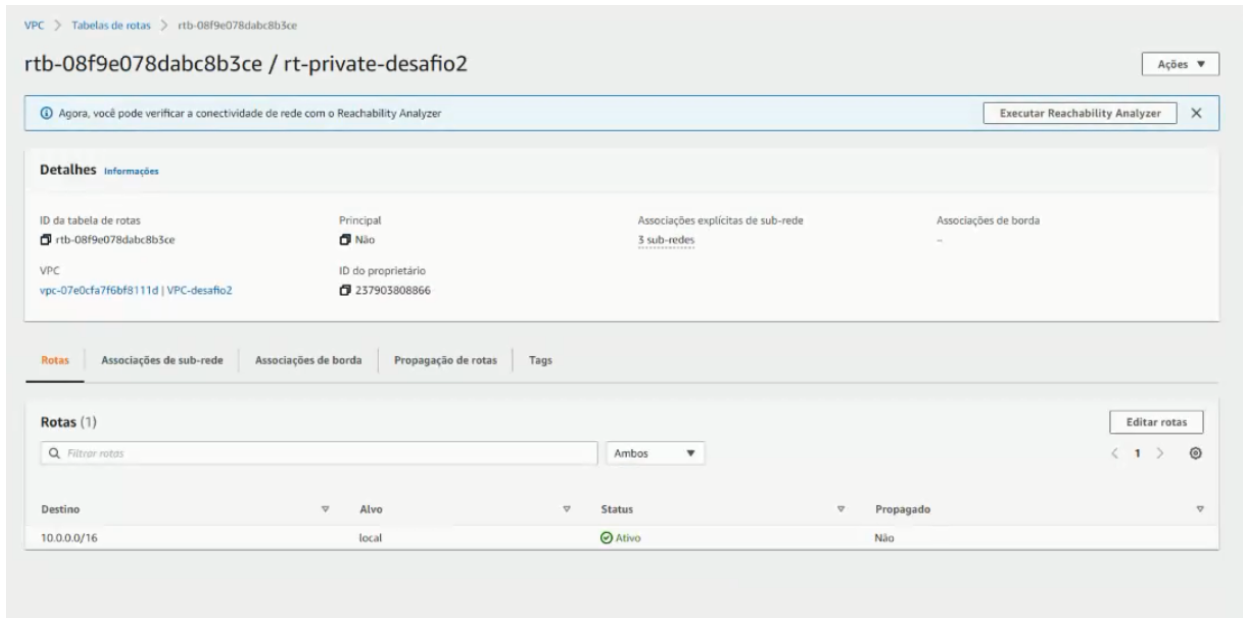 VPC > Tabelas de rotas > rtb-08f9e078dabc8b3ce
rtb-08f9e078dabc8b3ce / rt-private-desafio2
Ações
Agora, você pode verificar a conectividade de rede com o Reachability Analyzer
Executar Reachability Analyzer
Detalhes Informações
ID da tabela de rotas Principal Associações explícitas de sub-rede Associações de borda
rtb-08f9e078dabc8b3ce Não 3 sub-redes –
VPC ID do proprietário
vpc-07e0cfa7f6bf8111d | VPC-desafio2 237903808866
Rotas Associações de sub-rede Associações de borda Propagação de rotas Tags
Rotas (1) Editar rotas
Filtrar rotas Ambos < 1 >
Destino Alvo Status Propagado
10.0.0.0/16 local Ativo Não